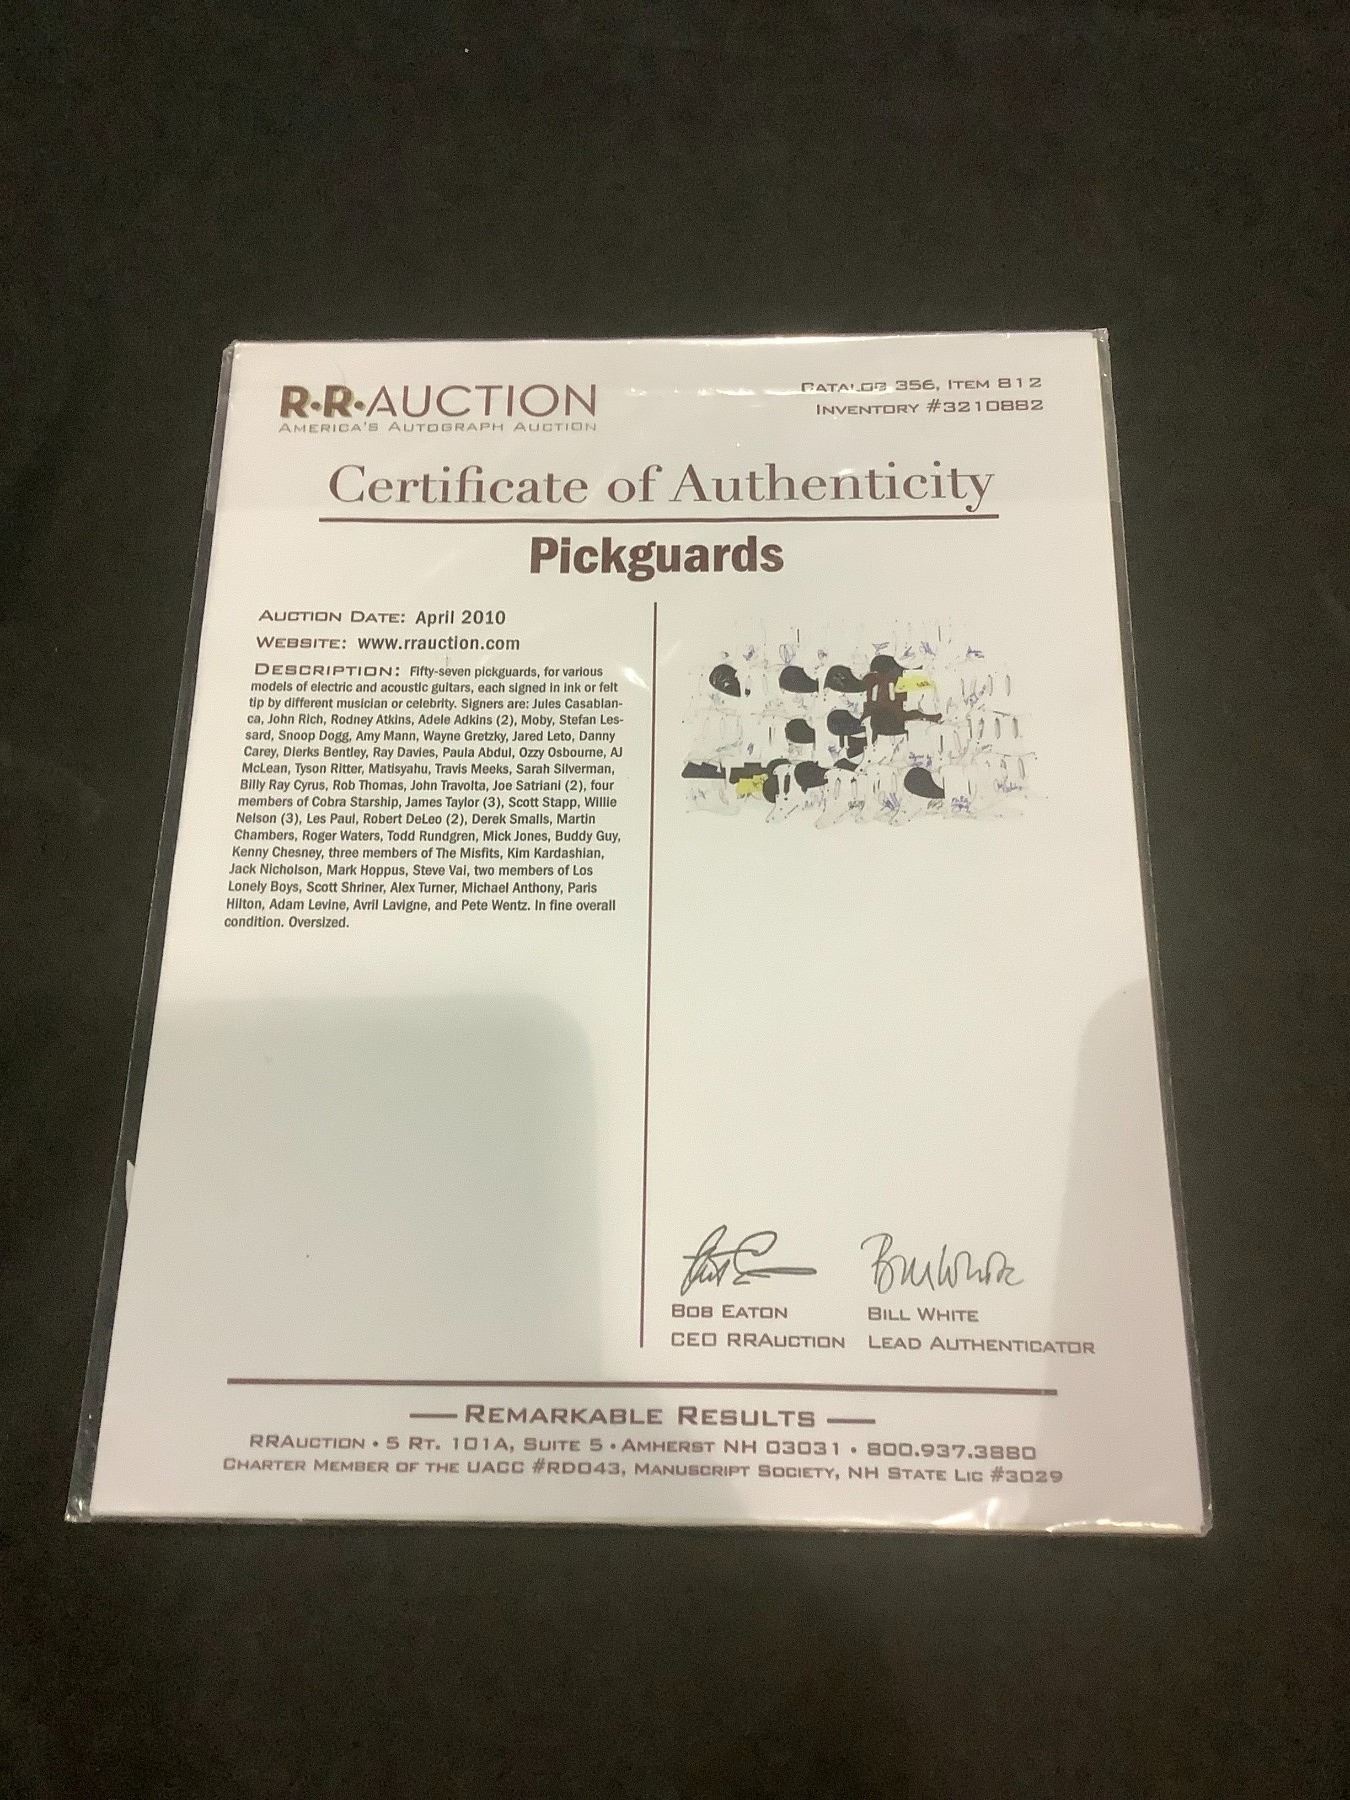 R·R·AUCTION
AMERICA'S AUTOGRAPH AUCTION
CATALOG 356, ITEM 812
INVENTORY #3210882
Certificate of Authenticity
Pickguards
AUCTION DATE: April 2010
WEBSITE: www.rrauction.com
DESCRIPTION: Fifty-seven pickguards, for various
models of electric and acoustic guitars, each signed in ink or felt
tip by different musician or celebrity. Signers are: Jules Casablan-
ca, John Rich, Rodney Atkins, Adele Adkins (2), Moby, Stefan Les-
sard, Snoop Dogg, Amy Mann, Wayne Gretzky, Jared Leto, Danny
Carey, Dierks Bentley, Ray Davies, Paula Abdul, Ozzy Osbourne, AJ
McLean, Tyson Ritter, Matisyahu, Travis Meeks, Sarah Silverman,
Billy Ray Cyrus, Rob Thomas, John Travolta, Joe Satriani (2), four
members of Cobra Starship, James Taylor (3), Scott Stapp, Willie
Nelson (3), Les Paul, Robert DeLeo (2), Derek Smalls, Martin
Chambers, Roger Waters, Todd Rundgren, Mick Jones, Buddy Guy,
Kenny Chesney, three members of The Misfits, Kim Kardashian,
Jack Nicholson, Mark Hoppus, Steve Vai, two members of Los
Lonely Boys, Scott Shriner, Alex Turner, Michael Anthony, Paris
Hilton, Adam Levine, Avril Lavigne, and Pete Wentz. In fine overall
condition. Oversized.
Bill White
BOB EATON
CEO RRAUCTION
BILL WHITE
LEAD AUTHENTICATOR
REMARKABLE RESULTS
RRAUCTION • 5 RT. 101A, SUITE 5 • AMHERST NH 03031 • 800.937.3880
CHARTER MEMBER OF THE UACC #RD043, MANUSCRIPT SOCIETY, NH STATE LIC #3029